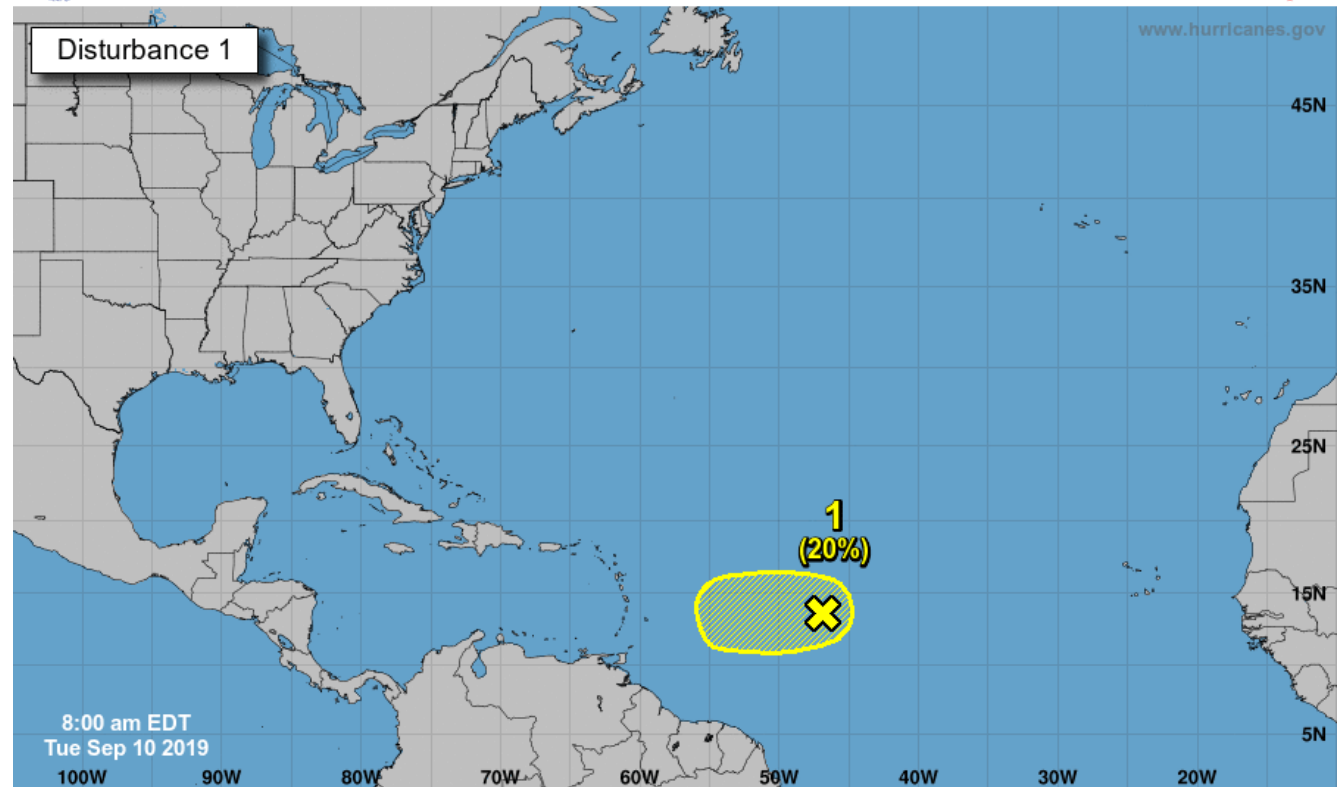 Disturbance 1
www.hurricanes.gov
45N
35N
25N
1
(20%)
15N
8:00 am EDT
Tue Sep 10 2019
5N
100W 90W 80W 70W 60W 50W 40W 30W 20W